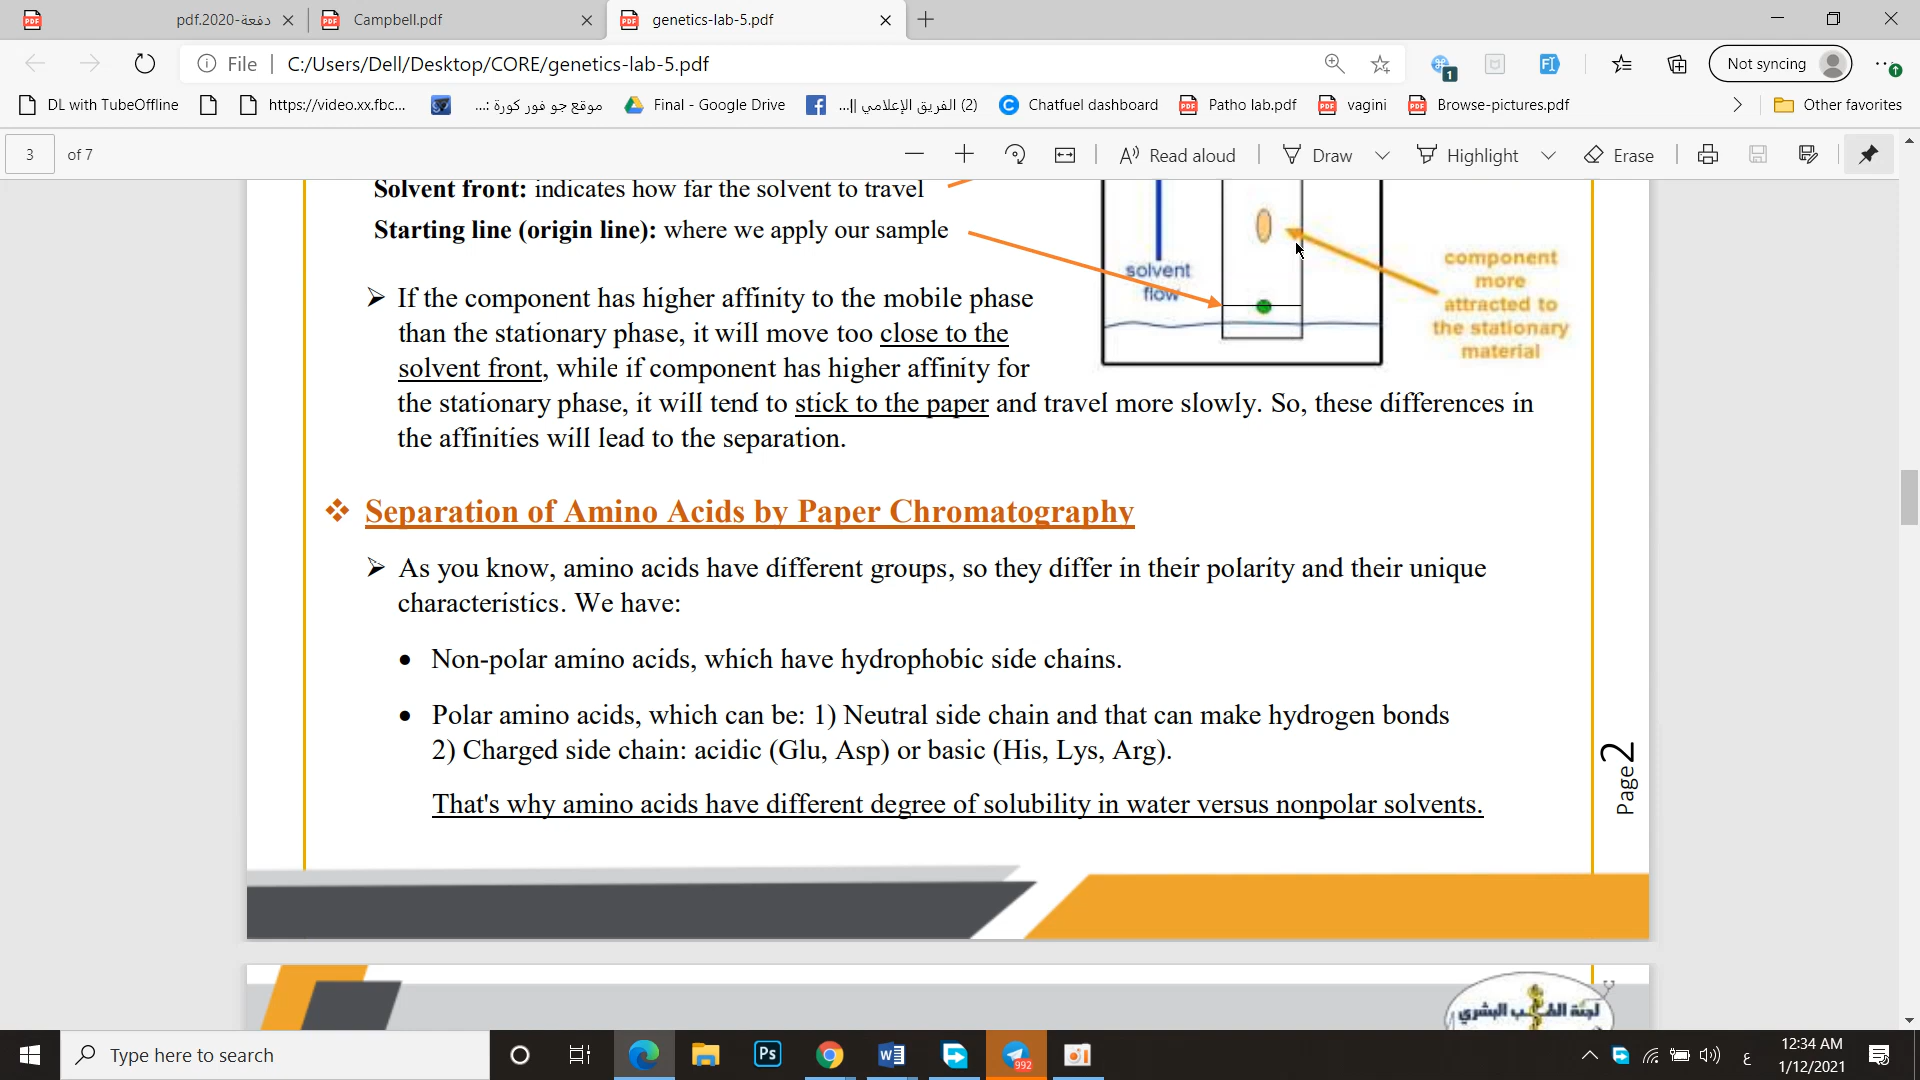 دفعة-2020.pdf
Campbell.pdf
genetics-lab-5.pdf
File
C:/Users/Dell/Desktop/CORE/genetics-lab-5.pdf
1
Not syncing
DL with TubeOffline
https://video.xx.fbc...
موقع جو فور كورة :...
Final - Google Drive
(2) الفريق الإعلامي ||...
Chatfuel dashboard
Patho lab.pdf
vagini
Browse-pictures.pdf
Other favorites
3 of 7
Read aloud
Draw
Highlight
Erase
Solvent front: indicates how far the solvent to travel
Starting line (origin line): where we apply our sample
solvent
flow
component
more
attracted to
the stationary
material
➢ If the component has higher affinity to the mobile phase
than the stationary phase, it will move too close to the
solvent front, while if component has higher affinity for
the stationary phase, it will tend to stick to the paper and travel more slowly. So, these differences in
the affinities will lead to the separation.
❖ Separation of Amino Acids by Paper Chromatography
➢ As you know, amino acids have different groups, so they differ in their polarity and their unique
characteristics. We have:
• Non-polar amino acids, which have hydrophobic side chains.
• Polar amino acids, which can be: 1) Neutral side chain and that can make hydrogen bonds
2) Charged side chain: acidic (Glu, Asp) or basic (His, Lys, Arg).
That's why amino acids have different degree of solubility in water versus nonpolar solvents.
Page2
لجنة الطب البشري
Type here to search
Ps
992
ع
12:34 AM
1/12/2021